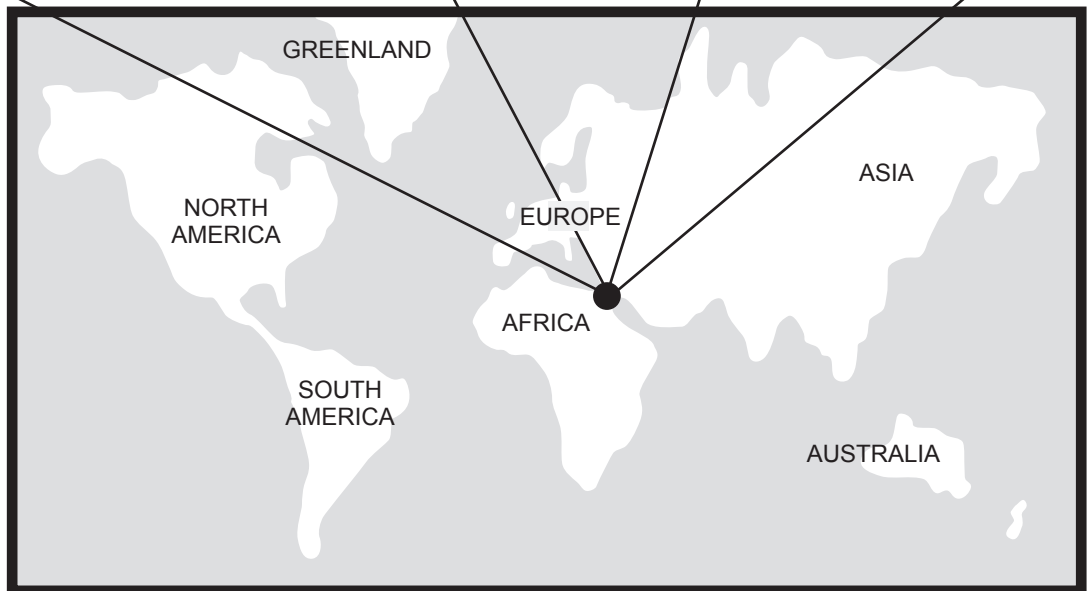 GREENLAND
ASIA
NORTH
AMERICA
EUROPE
AFRICA
SOUTH
AMERICA
AUSTRALIA